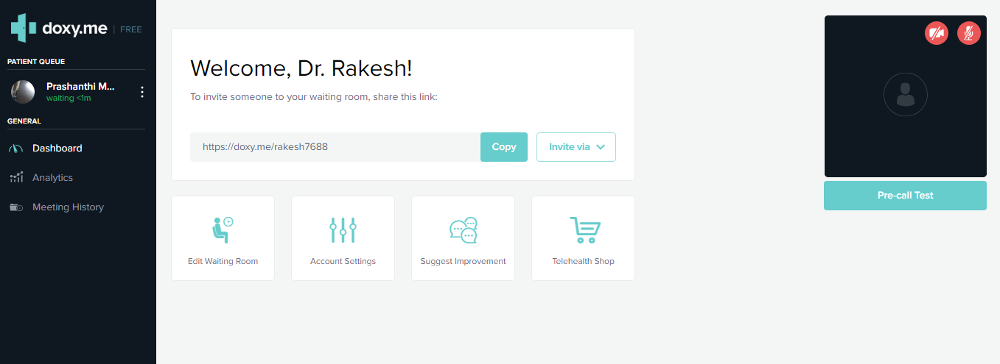 doxy.me | FREE
PATIENT QUEUE
Prashanthi M...
waiting <1m
GENERAL
Dashboard
Analytics
Meeting History
Welcome, Dr. Rakesh!
To invite someone to your waiting room, share this link:
https://doxy.me/rakesh7688
Copy
Invite via
Edit Waiting Room
Account Settings
Suggest Improvement
Telehealth Shop
Pre-call Test